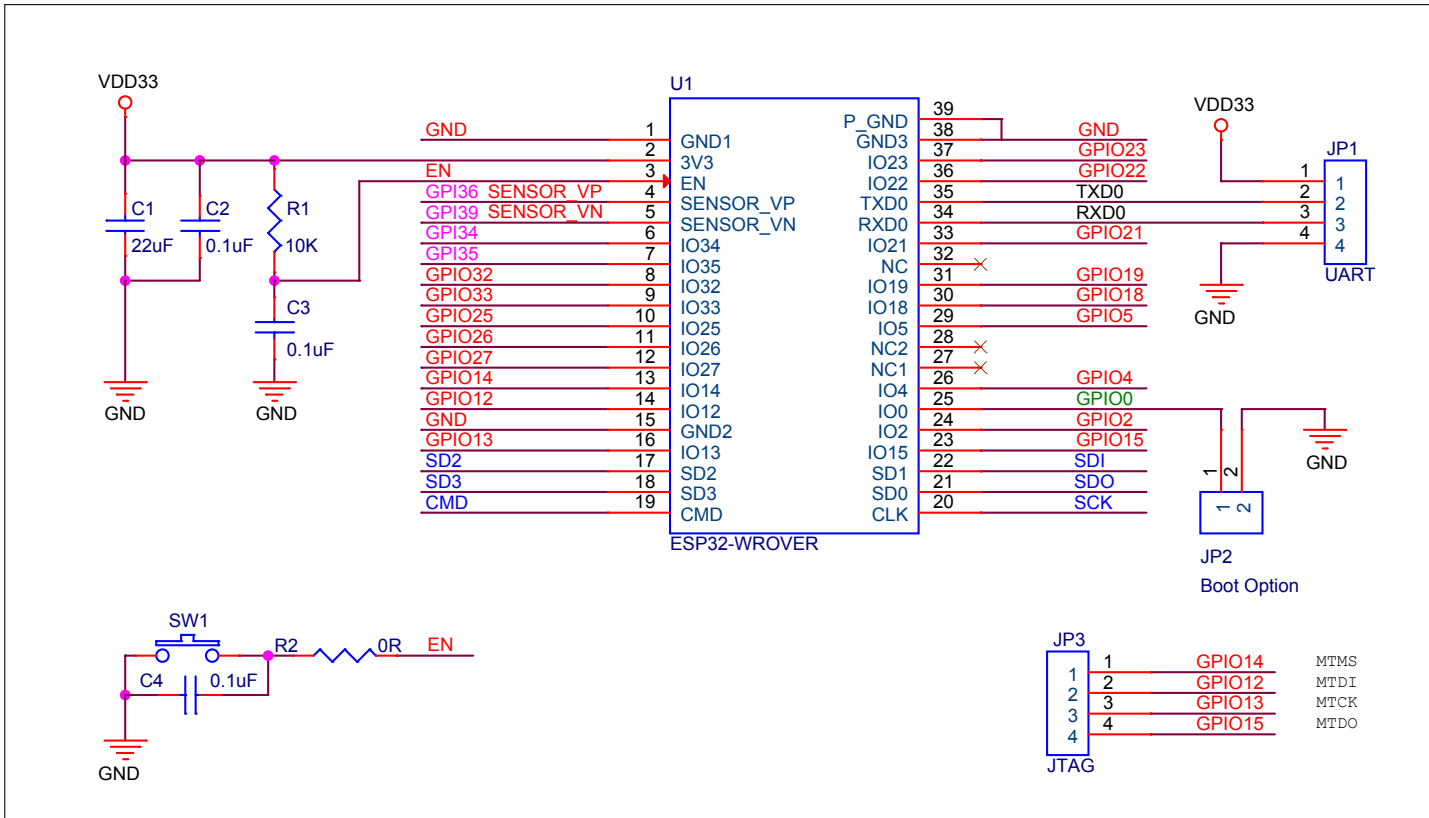 VDD33
C1
22uF
C2
0.1uF
R1
10K
C3
0.1uF
GND
GND
U1
GND 1 GND1
2 3V3
EN 3 EN
GPI36 SENSOR_VP 4 SENSOR_VP
GPI39 SENSOR_VN 5 SENSOR_VN
GPI34 6 IO34
GPI35 7 IO35
GPIO32 8 IO32
GPIO33 9 IO33
GPIO25 10 IO25
GPIO26 11 IO26
GPIO27 12 IO27
GPIO14 13 IO14
GPIO12 14 IO12
GND 15 GND2
GPIO13 16 IO13
SD2 17 SD2
SD3 18 SD3
CMD 19 CMD
P_GND 39
GND3 38 GND
IO23 37 GPIO23
IO22 36 GPIO22
TXD0 35 TXD0
RXD0 34 RXD0
IO21 33 GPIO21
NC 32
IO19 31 GPIO19
IO18 30 GPIO18
IO5 29 GPIO5
NC2 28
NC1 27
IO4 26 GPIO4
IO0 25 GPIO0
IO2 24 GPIO2
IO15 23 GPIO15
SD1 22 SDI
SD0 21 SDO
CLK 20 SCK
ESP32-WROVER
VDD33
JP1
1 1
2 2
3 3
4 4
UART
GND
GND
1 2
1 2
JP2
Boot Option
SW1
R2 0R EN
C4 0.1uF
GND
JP3
1 1 GPIO14 MTMS
2 2 GPIO12 MTDI
3 3 GPIO13 MTCK
4 4 GPIO15 MTDO
JTAG